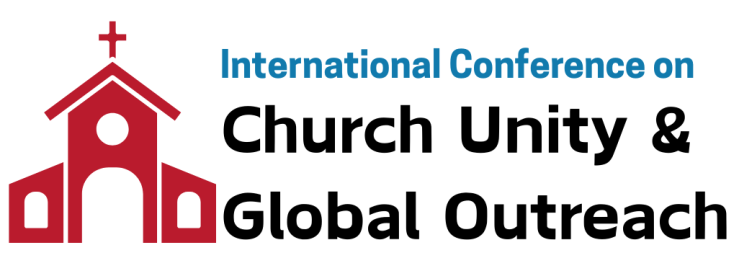 International Conference on
Church Unity &
Global Outreach